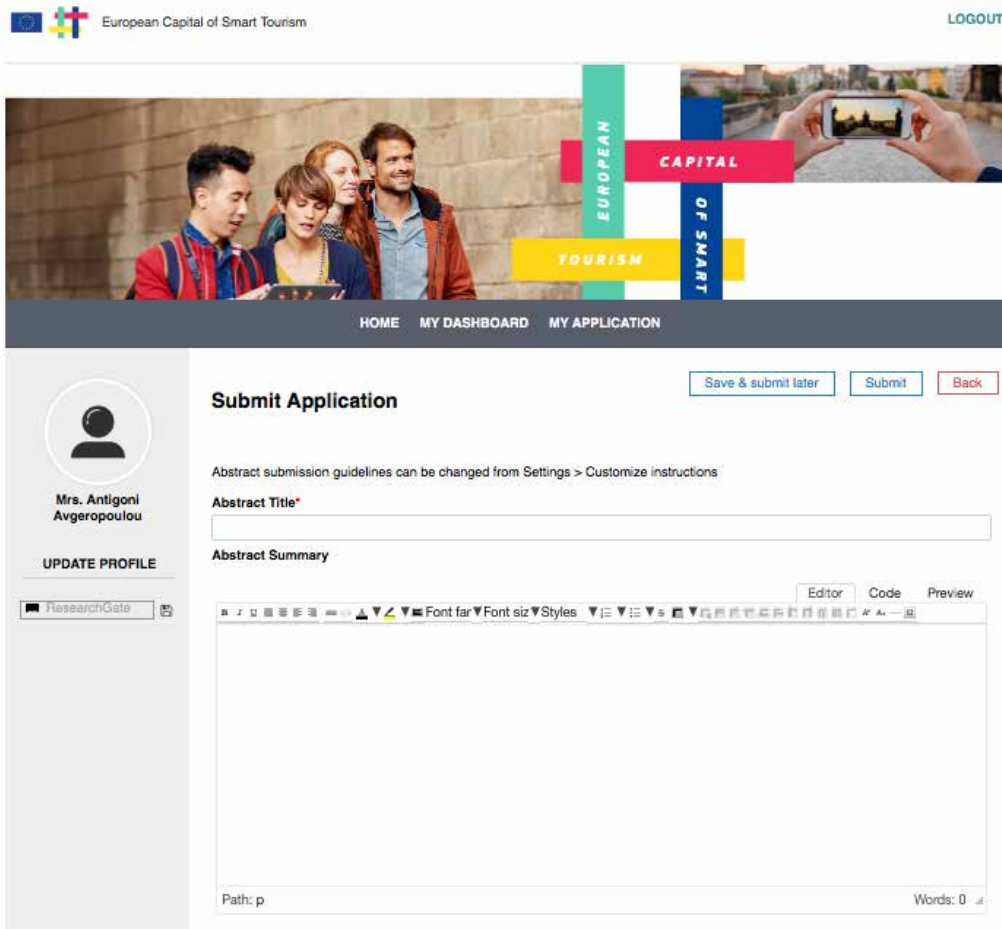 European Capital of Smart Tourism
LOGOUT
EUROPEAN
CAPITAL
OF SMART
TOURISM
HOME MY DASHBOARD MY APPLICATION
Save & submit later Submit Back
Submit Application
Mrs. Antigoni
Avgeropoulou
UPDATE PROFILE
ResearchGate
Abstract submission guidelines can be changed from Settings > Customize instructions
Abstract Title*
Abstract Summary
Editor Code Preview
Font far Font siz Styles
Path: p
Words: 0